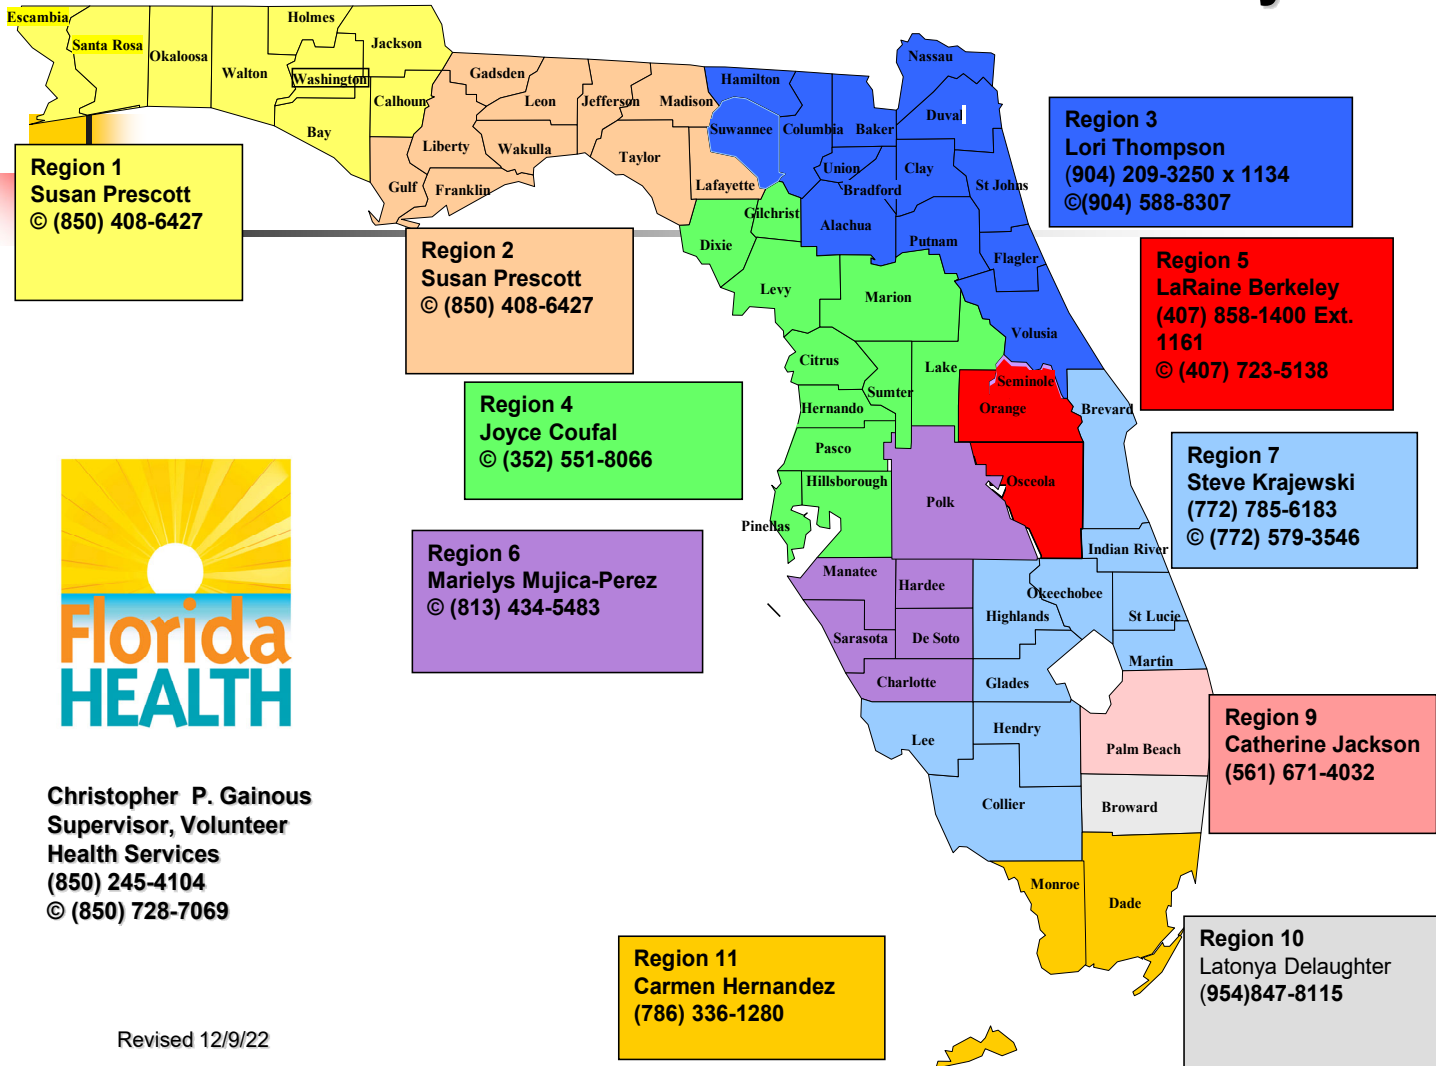 Escambia
Santa Rosa
Okaloosa
Holmes
Walton
Washington
Jackson
Calhoun
Bay
Gadsden
Leon
Jefferson
Madison
Liberty
Wakulla
Taylor
Gulf
Franklin
Lafayette
Hamilton
Suwannee
Columbia
Baker
Nassau
Duval
Union
Bradford
Clay
St Johns
Alachua
Putnam
Flagler
Volusia
Gilchrist
Dixie
Levy
Marion
Citrus
Sumter
Lake
Hernando
Pasco
Hillsborough
Pinellas
Seminole
Orange
Osceola
Brevard
Polk
Manatee
Hardee
Sarasota
De Soto
Charlotte
Indian River
Okeechobee
Highlands
St Lucie
Martin
Glades
Lee
Hendry
Collier
Palm Beach
Broward
Monroe
Dade
Region 1
Susan Prescott
© (850) 408-6427
Region 2
Susan Prescott
© (850) 408-6427
Region 3
Lori Thompson
(904) 209-3250 x 1134
©(904) 588-8307
Region 4
Joyce Coufal
© (352) 551-8066
Region 5
LaRaine Berkeley
(407) 858-1400 Ext.
1161
© (407) 723-5138
Region 6
Marielys Mujica-Perez
© (813) 434-5483
Region 7
Steve Krajewski
(772) 785-6183
© (772) 579-3546
Region 9
Catherine Jackson
(561) 671-4032
Region 10
Latonya Delaughter
(954)847-8115
Region 11
Carmen Hernandez
(786) 336-1280
Florida
HEALTH
Christopher P. Gainous
Supervisor, Volunteer
Health Services
(850) 245-4104
© (850) 728-7069
Revised 12/9/22